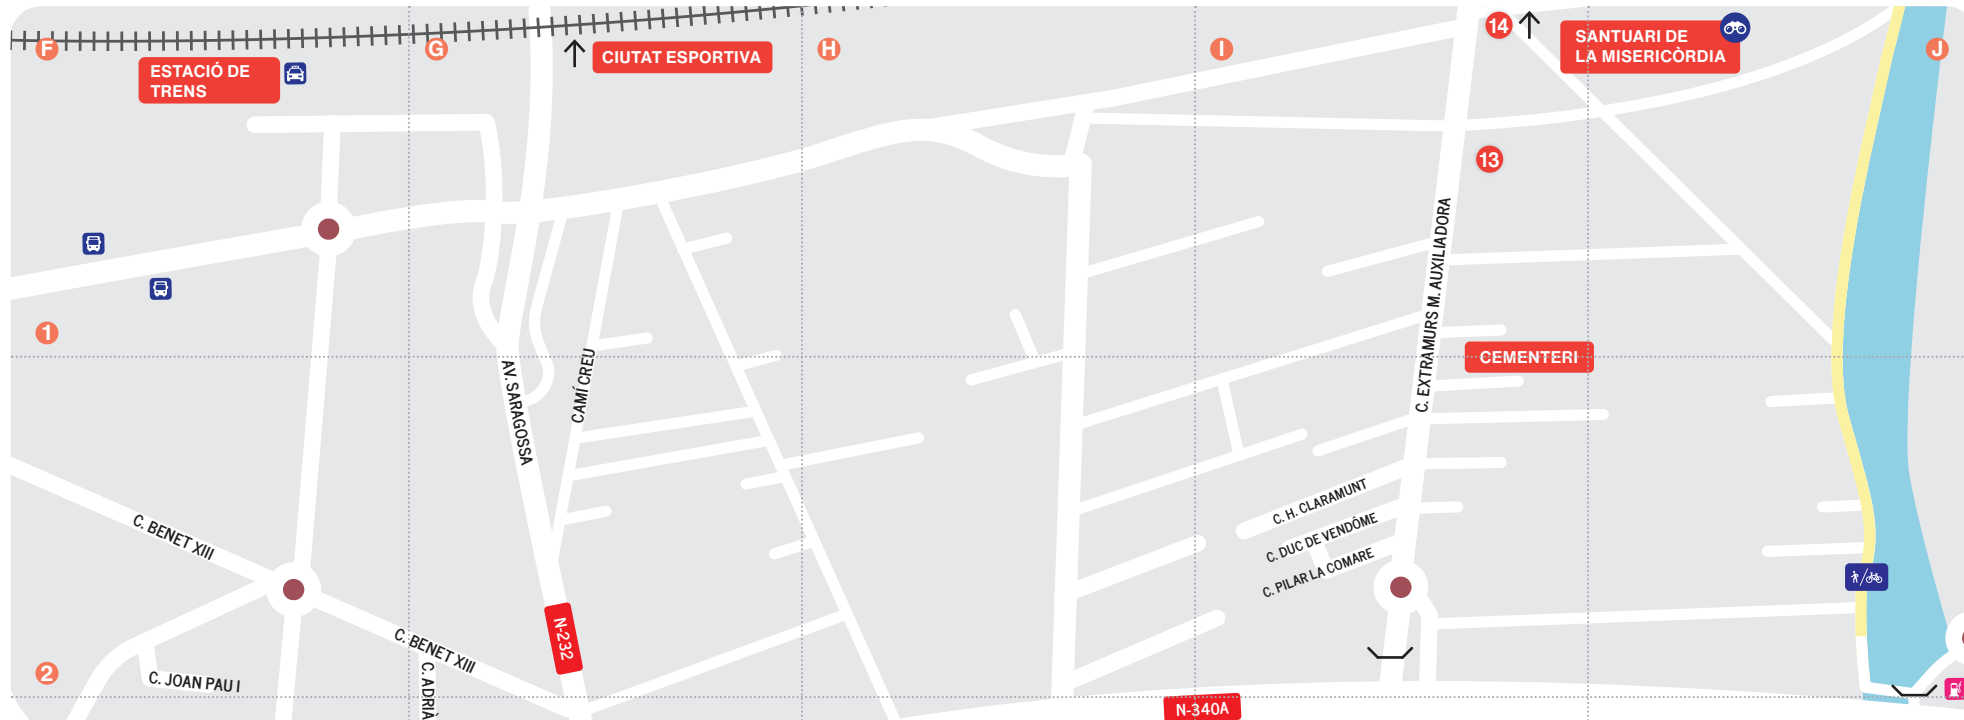 F
G
H
I
J
14
SANTUARI DE
LA MISERICÒRDIA
CIUTAT ESPORTIVA
ESTACIÓ DE
TRENS
13
C. EXTRAMURS M. AUXILIADORA
1
CEMENTERI
AV. SARAGOSSA
CAMÍ CREU
C. H. CLARAMUNT
C. DUC DE VENDÔME
C. PILAR LA COMARE
C. BENET XIII
N-232
C. BENET XIII
2
C. JOAN PAU I
C. ADRIÀ
N-340A